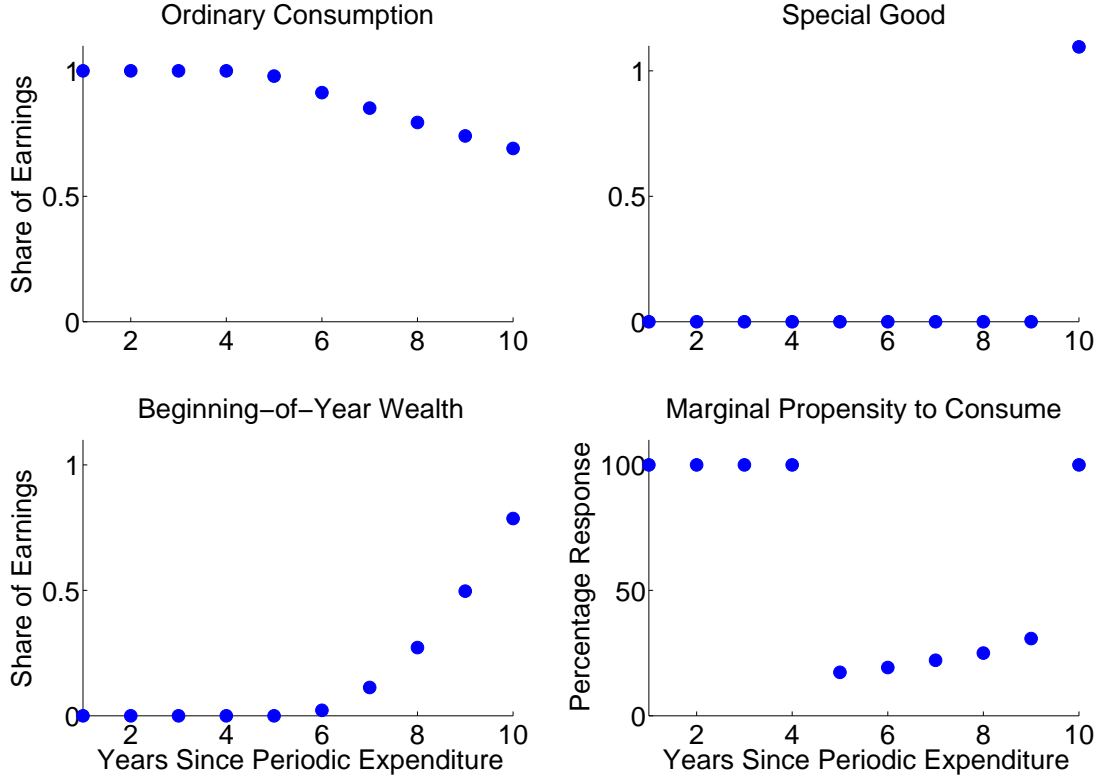 Ordinary Consumption
Share of Earnings
1
0.5
0
2 4 6 8 10
Special Good
1
0.5
0
2 4 6 8 10
Beginning−of−Year Wealth
Share of Earnings
1
0.5
0
2 4 6 8 10
Years Since Periodic Expenditure
Marginal Propensity to Consume
Percentage Response
100
50
0
2 4 6 8 10
Years Since Periodic Expenditure